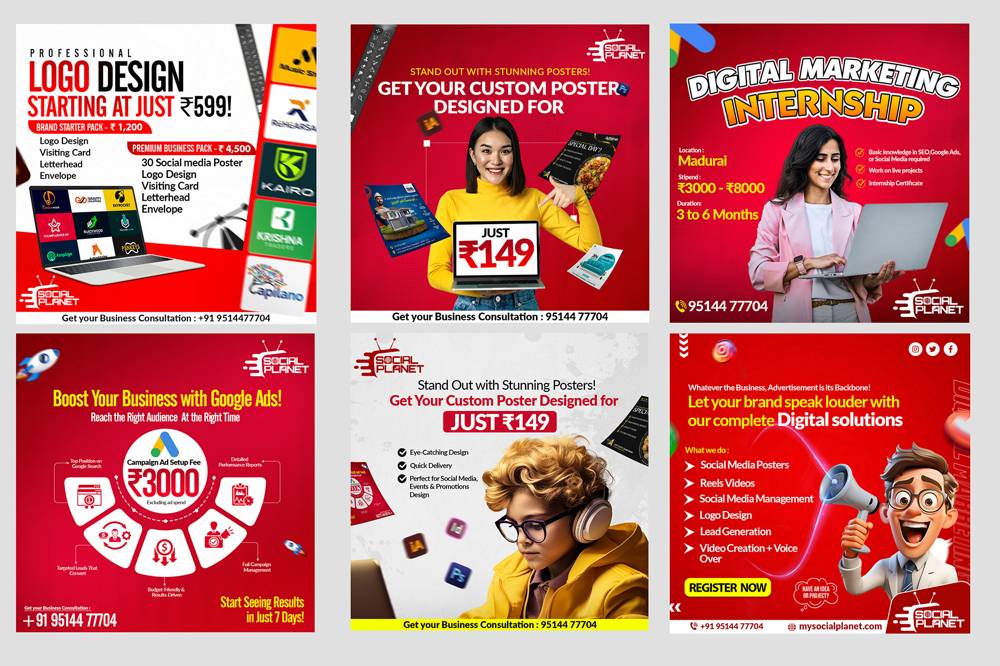 PROFESSIONAL
LOGO DESIGN
STARTING AT JUST ₹599!
BRAND STARTER PACK - ₹ 1,200
Logo Design
Visiting Card
Letterhead
Envelope
PREMIUM BUSINESS PACK - ₹ 4,500
30 Social media Poster
Logo Design
Visiting Card
Letterhead
Envelope
KAIRO
KRISHNA
TRADERS
Capilano
SOCIAL
PLANET
Get your Business Consultation : +91 9514477704
SOCIAL
PLANET
STAND OUT WITH STUNNING POSTERS!
GET YOUR CUSTOM POSTER
DESIGNED FOR
Ps
Ai
SPECIAL DAY?
JUST
₹149
Get your Business Consultation : 95144 77704
DIGITAL MARKETING
INTERNSHIP
Location :
Madurai
Stipend :
₹3000 - ₹8000
Duration:
3 to 6 Months
Basic knowledge in SEO,Google Ads,
or Social Media required
Work on live projects
Internship Certificate
95144 77704
SOCIAL
PLANET
SOCIAL
PLANET
Boost Your Business with Google Ads!
Reach the Right Audience At the Right Time
Campaign Ad Setup Fee
₹3000
Excluding ad spend
Top Position on
Google Search
Detailed
Performance Reports
Targeted Leads That
Convert
Budget-Friendly &
Results-Driven
Full Campaign
Management
Get your Business Consultation :
+91 95144 77704
Start Seeing Results
in Just 7 Days!
SOCIAL
PLANET
Stand Out with Stunning Posters!
Get Your Custom Poster Designed for
JUST ₹149
Eye-Catching Design
Quick Delivery
Perfect for Social Media,
Events & Promotions
Design
Id
Ai
Ps
Get your Business Consultation : 95144 77704
Whatever the Business, Advertisement is Its Backbone!
Let your brand speak louder with
our complete Digital solutions
What we do :
Social Media Posters
Reels Videos
Social Media Management
Logo Design
Lead Generation
Video Creation + Voice
Over
REGISTER NOW
HAVE AN IDEA
OR PROJECT?
+91 95144 77704
mysocialplanet.com
SOCIAL
PLANET